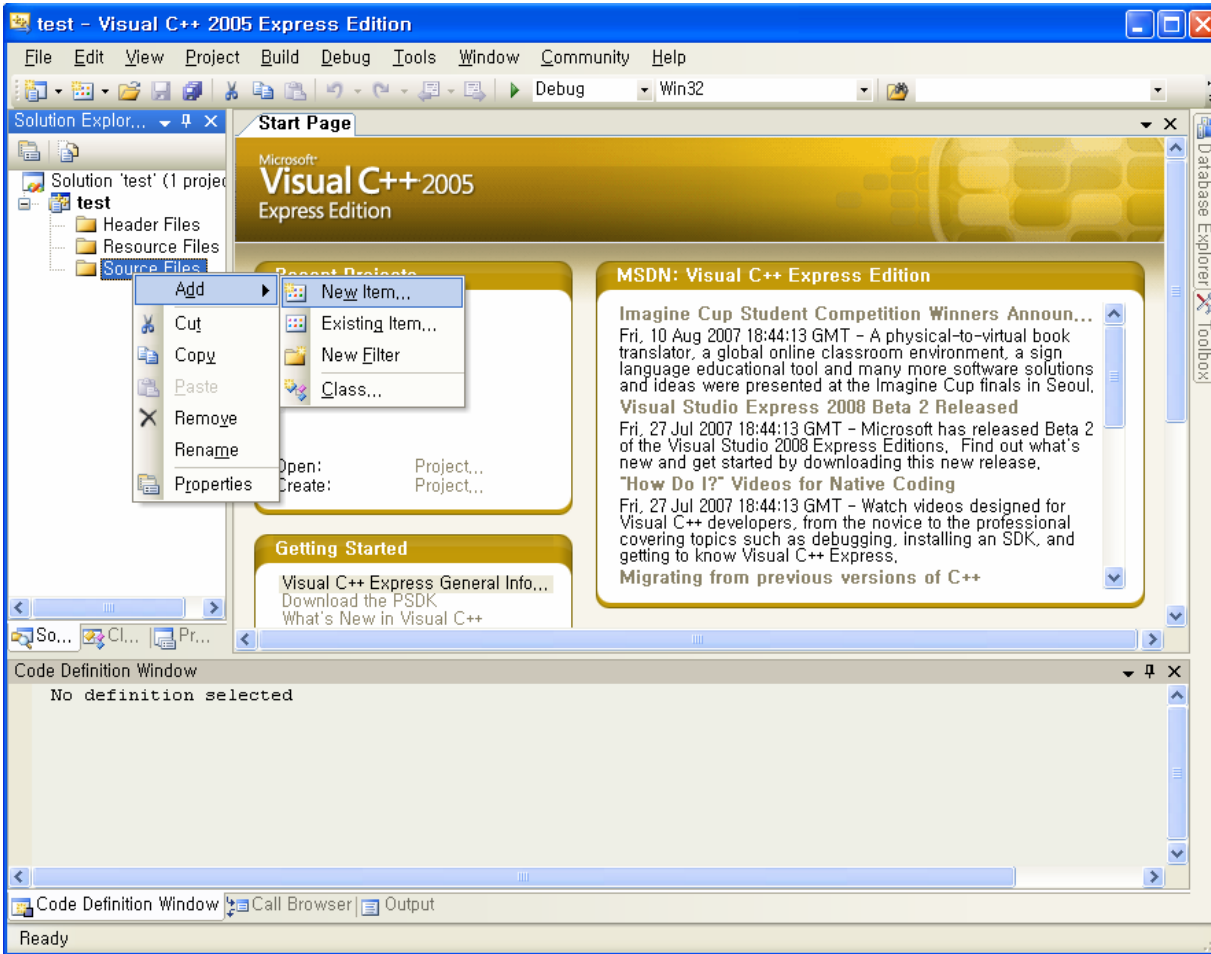 test - Visual C++ 2005 Express Edition
File Edit View Project Build Debug Tools Window Community Help
Debug Win32
Solution Explor...
Start Page
Solution 'test' (1 projec
test
Header Files
Resource Files
Source Files
Add
Cut
Copy
Paste
Remove
Rename
Properties
New Item...
Existing Item...
New Filter
Class...
Microsoft
Visual C++ 2005
Express Edition
Recent Projects
Open: Project...
Create: Project...
Getting Started
Visual C++ Express General Info...
Download the PSDK
What's New in Visual C++
MSDN: Visual C++ Express Edition
Imagine Cup Student Competition Winners Announ...
Fri, 10 Aug 2007 18:44:13 GMT - A physical-to-virtual book
translator, a global online classroom environment, a sign
language educational tool and many more software solutions
and ideas were presented at the Imagine Cup finals in Seoul.
Visual Studio Express 2008 Beta 2 Released
Fri, 27 Jul 2007 18:44:13 GMT - Microsoft has released Beta 2
of the Visual Studio 2008 Express Editions. Find out what's
new and get started by downloading this new release.
"How Do I?" Videos for Native Coding
Fri, 27 Jul 2007 18:44:13 GMT - Watch videos designed for
Visual C++ developers, from the novice to the professional
covering topics such as debugging, installing an SDK, and
getting to know Visual C++ Express.
Migrating from previous versions of C++
Database Explorer
Toolbox
So... Cl... Pr...
Code Definition Window
No definition selected
Code Definition Window Call Browser Output
Ready